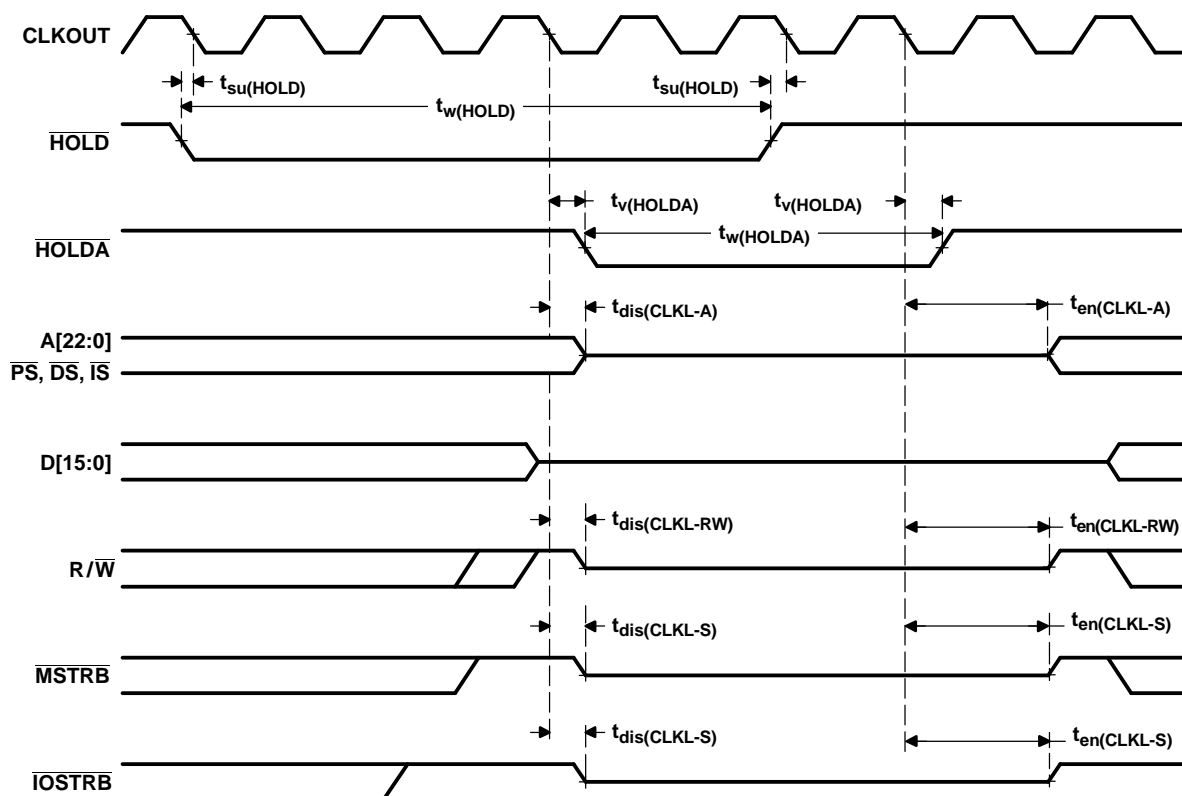 CLKOUT
tsu(HOLD)
tsu(HOLD)
tw(HOLD)
HOLD
tv(HOLDA)
tv(HOLDA)
tw(HOLDA)
HOLDA
tdis(CLKL-A)
ten(CLKL-A)
A[22:0]
PS, DS, IS
D[15:0]
tdis(CLKL-RW)
ten(CLKL-RW)
R/W
tdis(CLKL-S)
ten(CLKL-S)
MSTRB
tdis(CLKL-S)
ten(CLKL-S)
IOSTRB